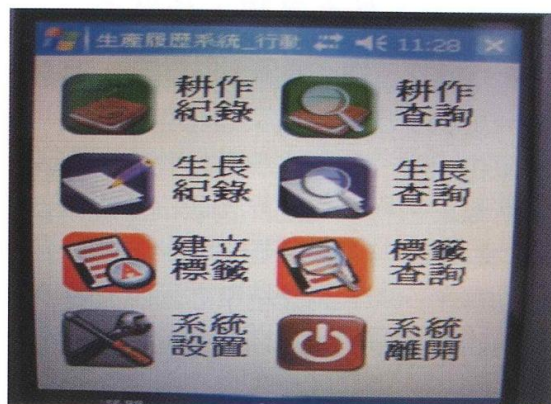 生產履歷系統_行動 11:28
耕作
紀錄
耕作
查詢
生長
紀錄
生長
查詢
建立
標籤
標籤
查詢
系統
設置
系統
離開